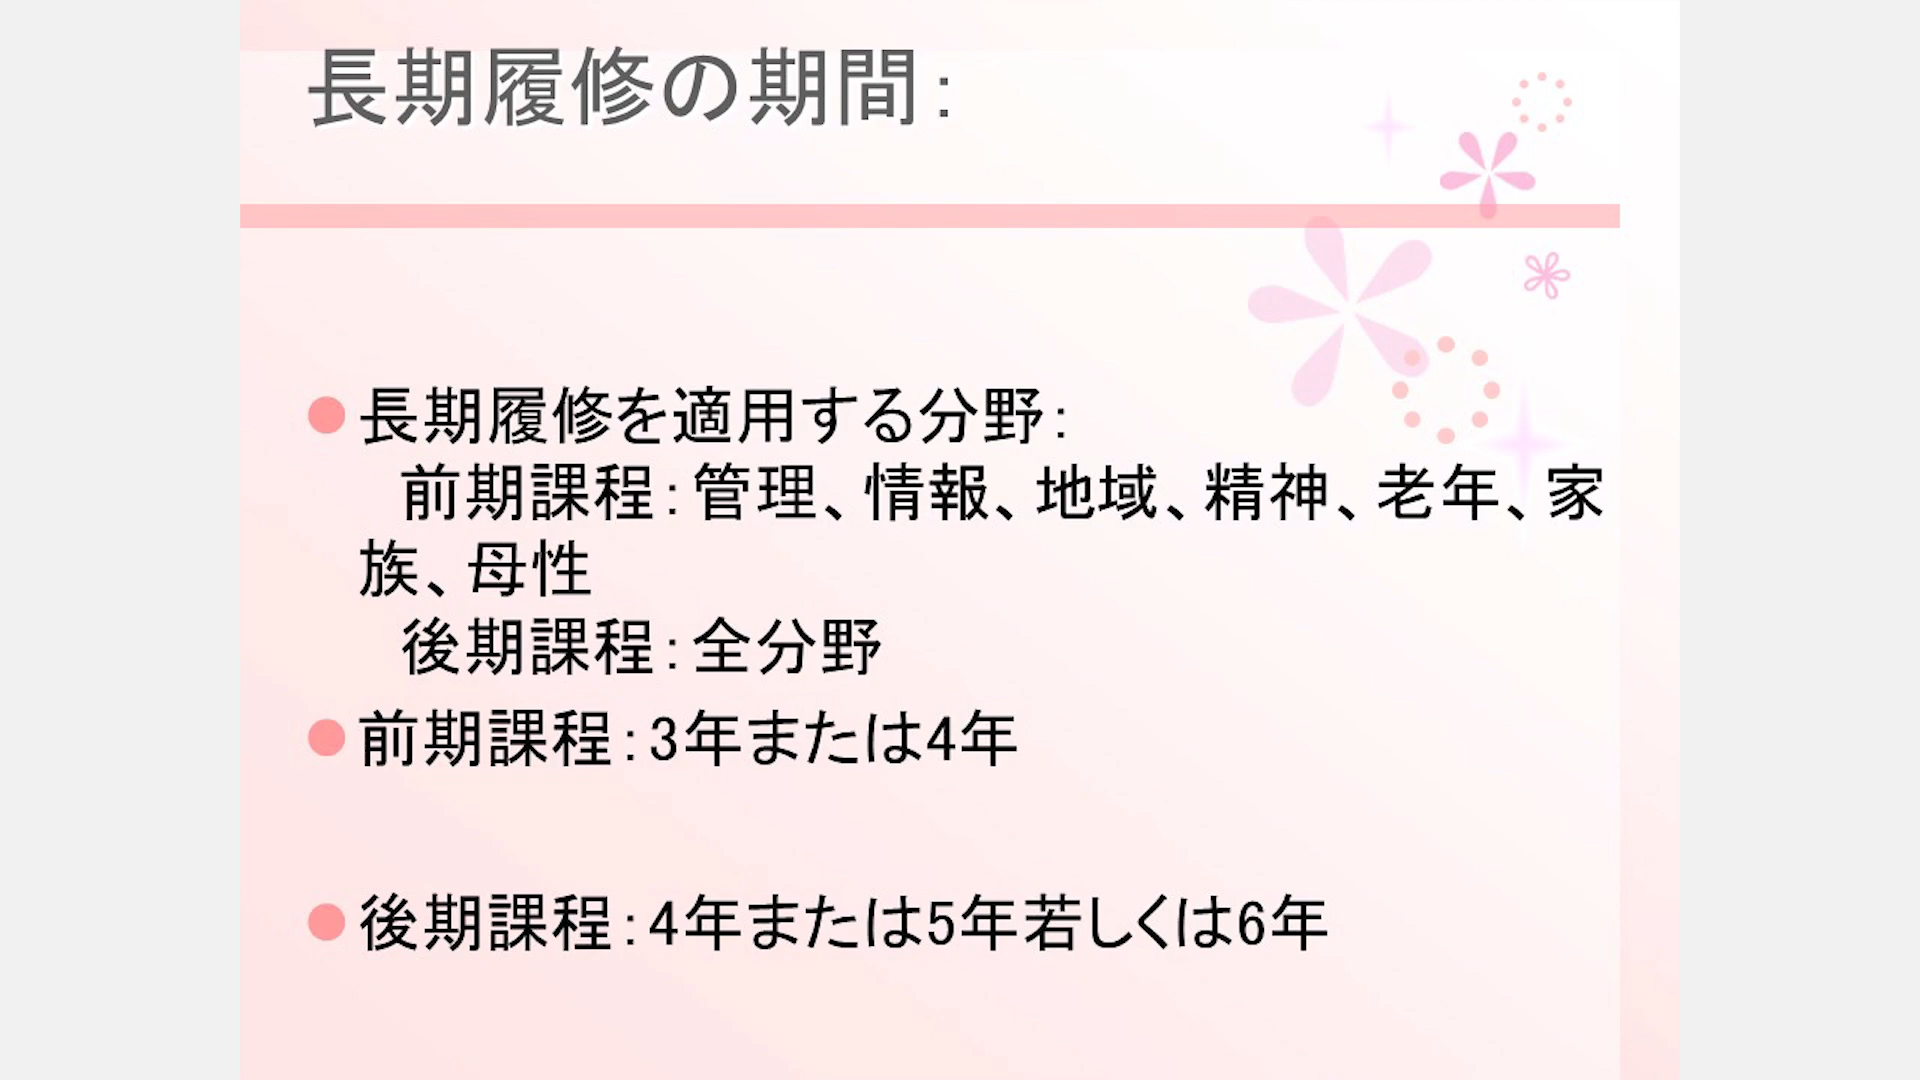 長期履修の期間：
●長期履修を適用する分野：
前期課程：管理、情報、地域、精神、老年、家
族、母性
後期課程：全分野
●前期課程：3年または4年
●後期課程：4年または5年若しくは6年